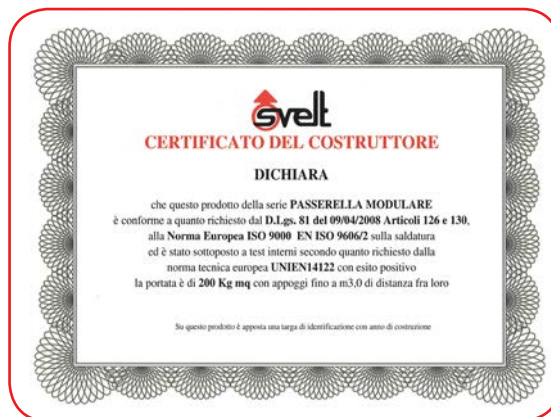 svelt
CERTIFICATO DEL COSTRUTTORE
DICHIARA
che questo prodotto della serie PASSERELLA MODULARE
è conforme a quanto richiesto dal D.Lgs. 81 del 09/04/2008 Articoli 126 e 130,
alla Norma Europea ISO 9000 EN ISO 9606/2 sulla saldatura
ed è stato sottoposto a test interni secondo quanto richiesto dalla
norma tecnica europea UNIEN14122 con esito positivo
la portata è di 200 Kg mq con appoggi fino a m3,0 di distanza fra loro
Su questo prodotto è apposta una targa di identificazione con anno di costruzione